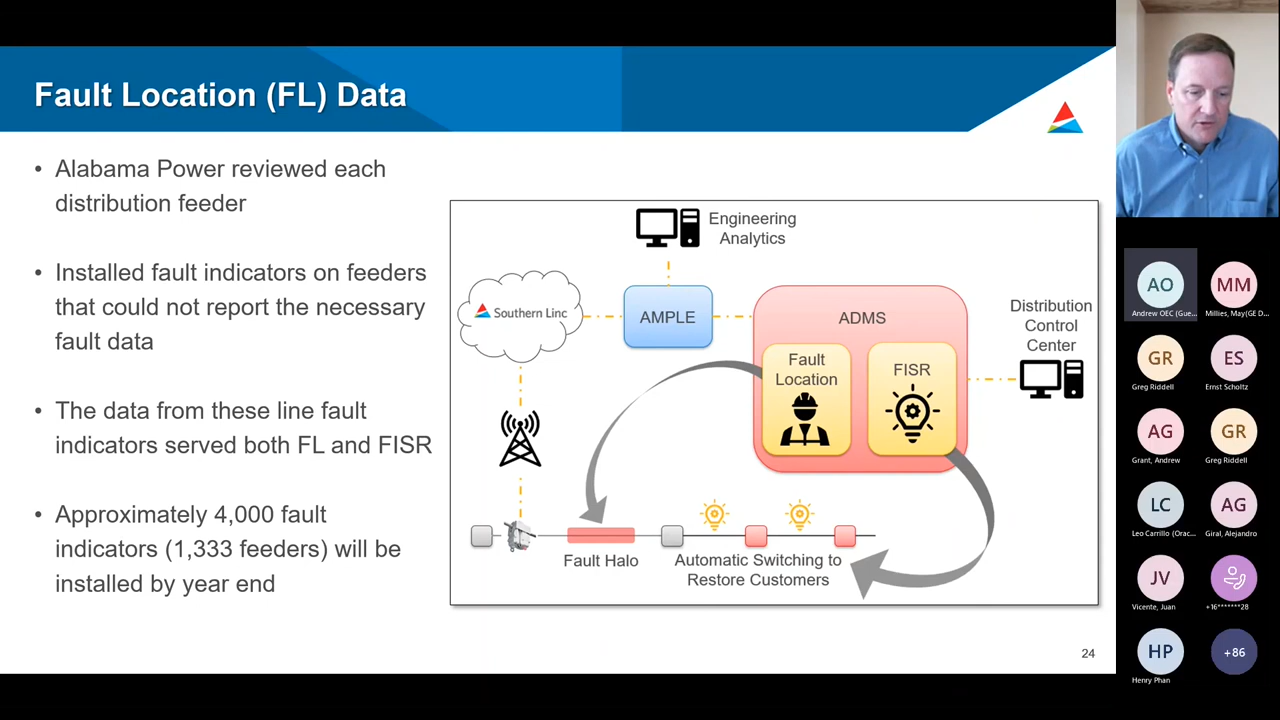 Fault Location (FL) Data
• Alabama Power reviewed each
distribution feeder
• Installed fault indicators on feeders
that could not report the necessary
fault data
• The data from these line fault
indicators served both FL and FISR
• Approximately 4,000 fault
indicators (1,333 feeders) will be
installed by year end
Engineering
Analytics
Southern Linc
AMPLE
ADMS
Fault
Location
FISR
Distribution
Control
Center
Fault Halo
Automatic Switching to
Restore Customers
24
AO
Andrew OEC (Gue...
MM
Millies, May(GE D...
GR
Greg Riddell
ES
Ernst Scholtz
AG
Grant, Andrew
GR
Greg Riddell
LC
Leo Carrillo (Orac...
AG
Giral, Alejandro
JV
Vicente, Juan
+16*******28
HP
Henry Phan
+86